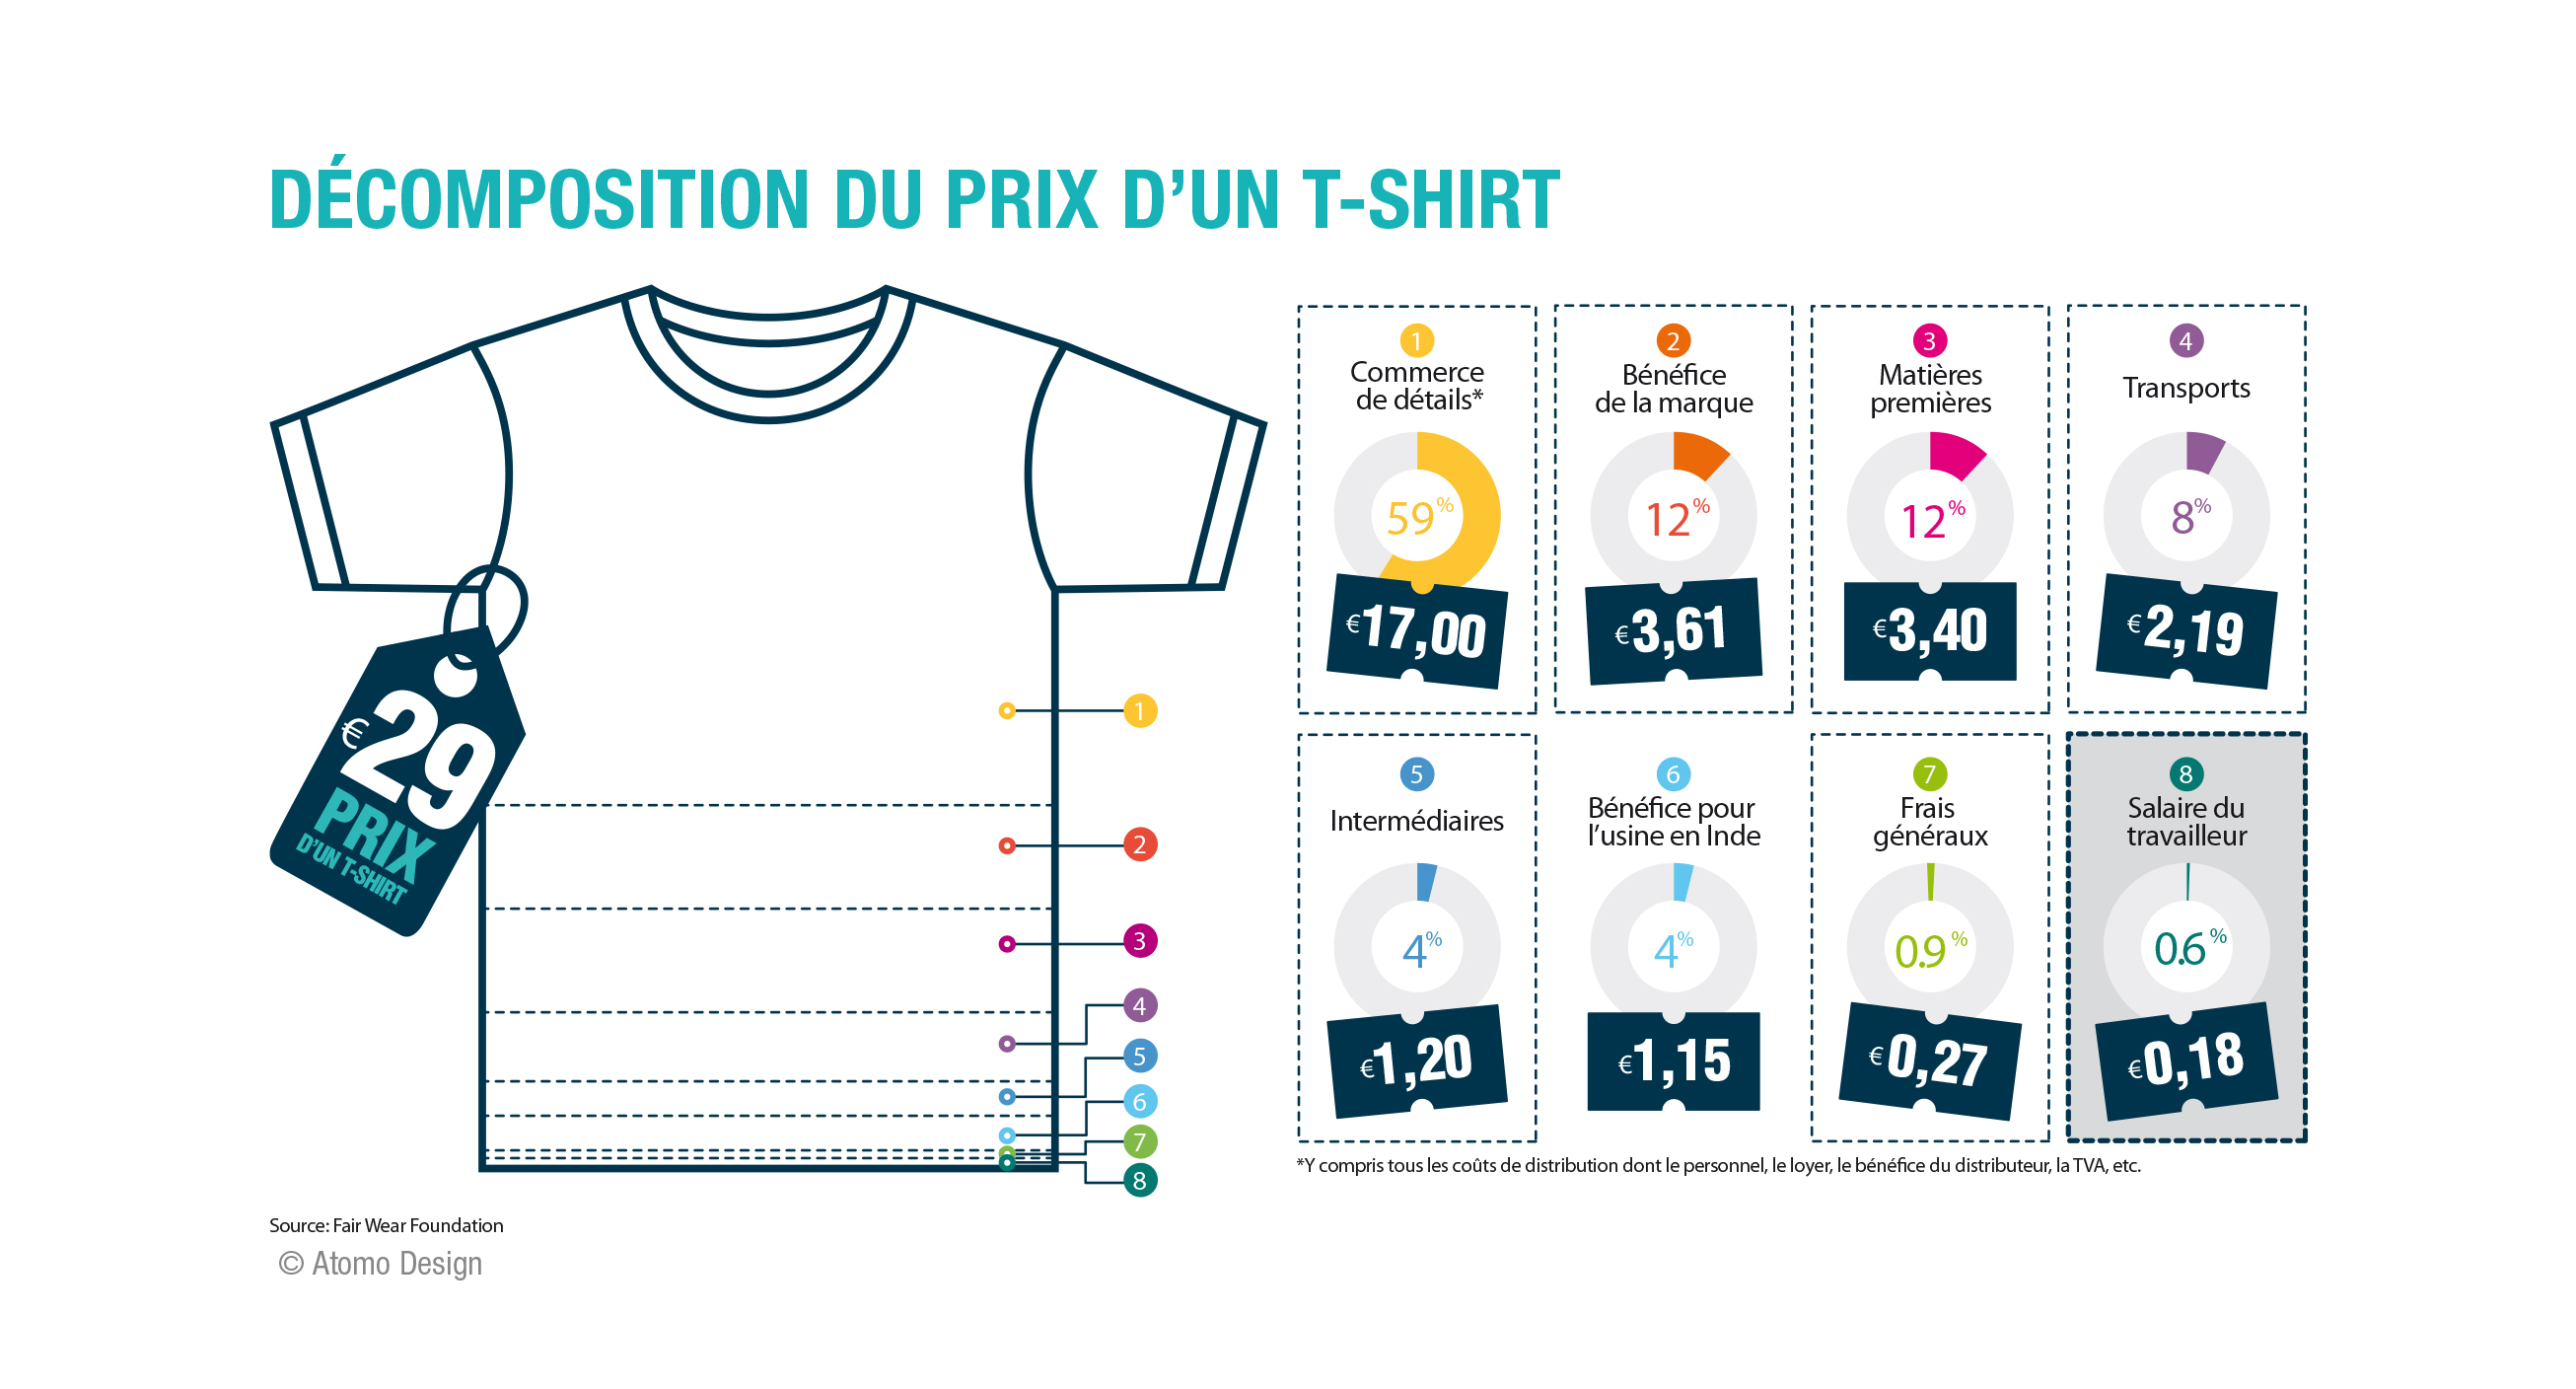 DÉCOMPOSITION DU PRIX D'UN T-SHIRT
€29
PRIX
D'UN T-SHIRT
1
2
3
4
5
6
7
8
1
Commerce
de détails*
59%
€17,00
2
Bénéfice
de la marque
12%
€3,61
3
Matières
premières
12%
€3,40
4
Transports
8%
€2,19
5
Intermédiaires
4%
€1,20
6
Bénéfice pour
l'usine en Inde
4%
€1,15
7
Frais
généraux
0.9%
€0,27
8
Salaire du
travailleur
0.6%
€0,18
*Y compris tous les coûts de distribution dont le personnel, le loyer, le bénéfice du distributeur, la TVA, etc.
Source: Fair Wear Foundation
© Atomo Design